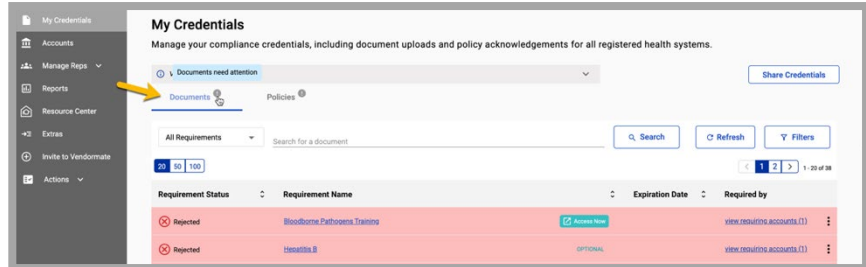 My Credentials
Accounts
Manage Reps
Reports
Resource Center
Extras
Invite to Vendormate
Actions
My Credentials
Manage your compliance credentials, including document uploads and policy acknowledgements for all registered health systems.
Documents need attention
Share Credentials
Documents
Policies
All Requirements
Search for a document
Search
Refresh
Filters
20 50 100
1 2 1 - 20 of 38
Requirement Status Requirement Name Expiration Date Required by
Rejected Bloodborne Pathogens Training Access Now view requiring accounts (1)
Rejected Hepatitis B OPTIONAL view requiring accounts (1)